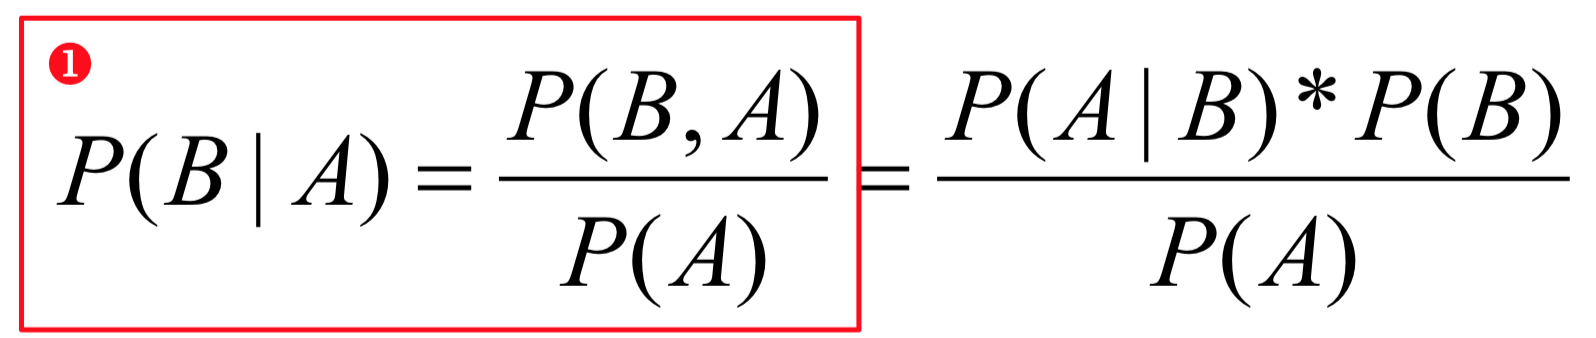 ❶
P(B | A) = P(B, A) / P(A) = P(A | B) * P(B) / P(A)